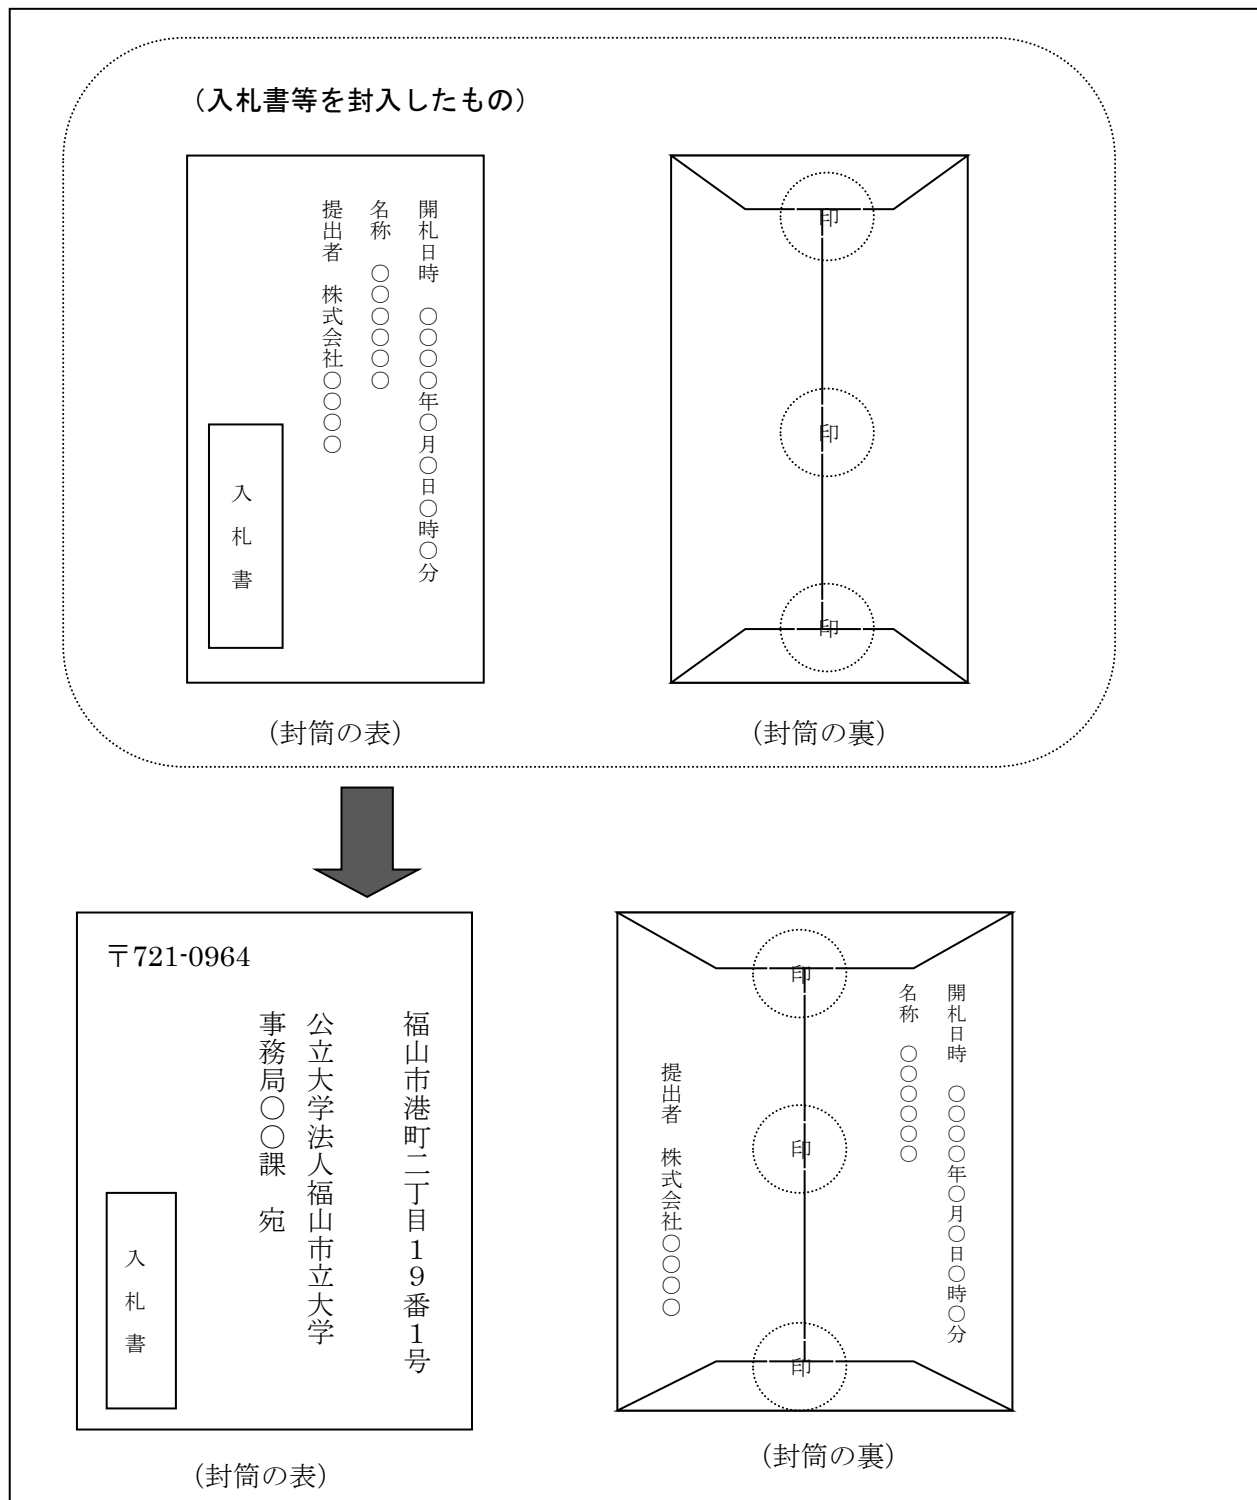 （入札書等を封入したもの）
開札日時　〇〇〇〇年〇月〇日〇時〇分
名称　〇〇〇〇〇〇
提出者　株式会社〇〇〇〇
入札書
印
印
印
（封筒の表）
（封筒の裏）
〒721-0964
福山市港町二丁目１９番１号
公立大学法人福山市立大学
事務局〇〇課　宛
入札書
開札日時　〇〇〇〇年〇月〇日〇時〇分
名称　〇〇〇〇〇〇
提出者　株式会社〇〇〇〇
印
印
印
（封筒の表）
（封筒の裏）